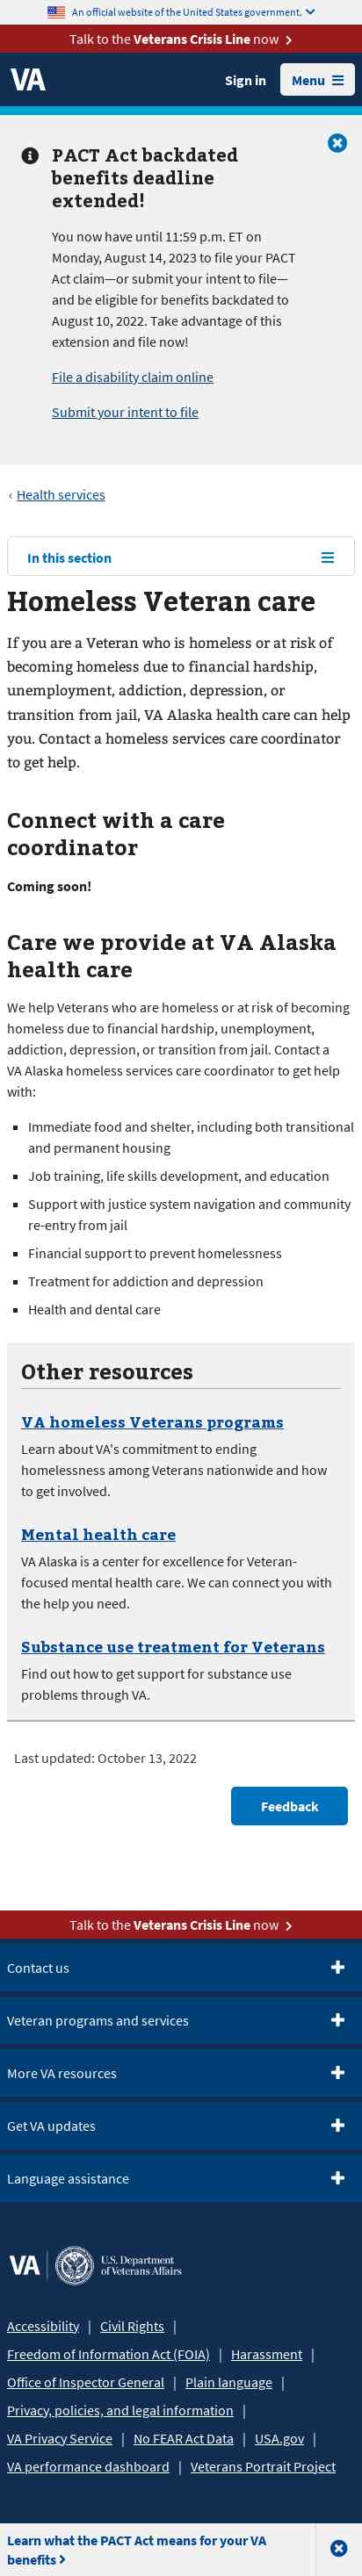 An official website of the United States government.
Talk to the Veterans Crisis Line now
VA
Sign in
Menu
PACT Act backdated
benefits deadline
extended!
You now have until 11:59 p.m. ET on
Monday, August 14, 2023 to file your PACT
Act claim—or submit your intent to file—
and be eligible for benefits backdated to
August 10, 2022. Take advantage of this
extension and file now!
File a disability claim online
Submit your intent to file
‹ Health services
In this section
Homeless Veteran care
If you are a Veteran who is homeless or at risk of
becoming homeless due to financial hardship,
unemployment, addiction, depression, or
transition from jail, VA Alaska health care can help
you. Contact a homeless services care coordinator
to get help.
Connect with a care
coordinator
Coming soon!
Care we provide at VA Alaska
health care
We help Veterans who are homeless or at risk of becoming
homeless due to financial hardship, unemployment,
addiction, depression, or transition from jail. Contact a
VA Alaska homeless services care coordinator to get help
with:
Immediate food and shelter, including both transitional
and permanent housing
Job training, life skills development, and education
Support with justice system navigation and community
re-entry from jail
Financial support to prevent homelessness
Treatment for addiction and depression
Health and dental care
Other resources
VA homeless Veterans programs
Learn about VA's commitment to ending
homelessness among Veterans nationwide and how
to get involved.
Mental health care
VA Alaska is a center for excellence for Veteran-
focused mental health care. We can connect you with
the help you need.
Substance use treatment for Veterans
Find out how to get support for substance use
problems through VA.
Last updated: October 13, 2022
Feedback
Talk to the Veterans Crisis Line now
Contact us
Veteran programs and services
More VA resources
Get VA updates
Language assistance
VA | U.S. Department
of Veterans Affairs
Accessibility | Civil Rights |
Freedom of Information Act (FOIA) | Harassment |
Office of Inspector General | Plain language |
Privacy, policies, and legal information |
VA Privacy Service | No FEAR Act Data | USA.gov |
VA performance dashboard | Veterans Portrait Project
Learn what the PACT Act means for your VA
benefits